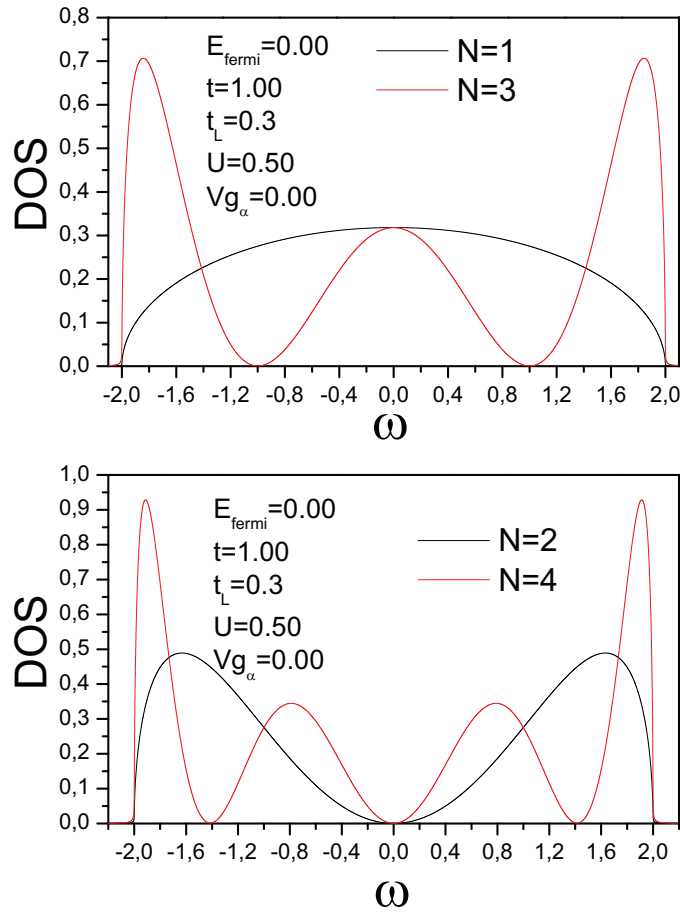 0,8
0,7
0,6
0,5
0,4
0,3
0,2
0,1
0,0
DOS
E_fermi=0.00
t=1.00
t_L=0.3
U=0.50
Vg_α=0.00
N=1
N=3
-2,0 -1,6 -1,2 -0,8 -0,4 0,0 0,4 0,8 1,2 1,6 2,0
ω
1,0
0,9
0,8
0,7
0,6
0,5
0,4
0,3
0,2
0,1
0,0
DOS
E_fermi=0.00
t=1.00
t_L=0.3
U=0.50
Vg_α=0.00
N=2
N=4
-2,0 -1,6 -1,2 -0,8 -0,4 0,0 0,4 0,8 1,2 1,6 2,0
ω